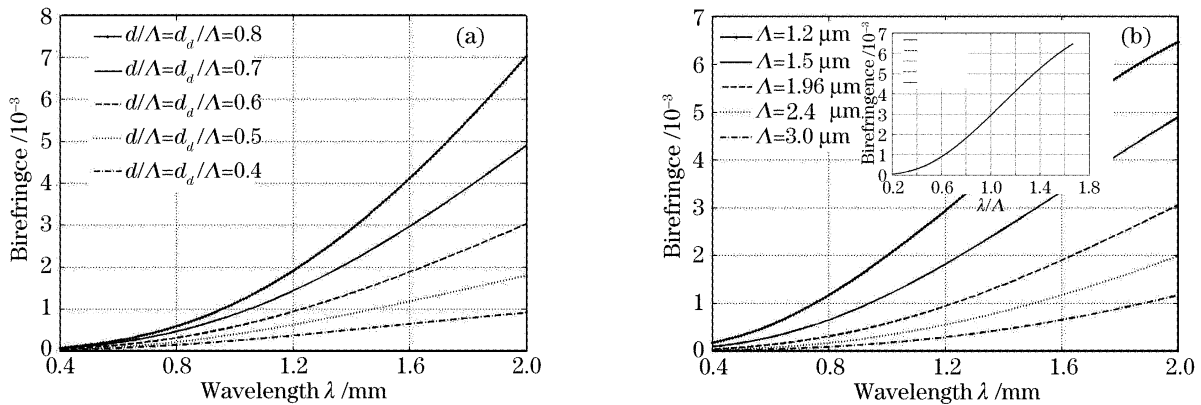 (a)
d/Λ=d_d/Λ=0.8
d/Λ=d_d/Λ=0.7
d/Λ=d_d/Λ=0.6
d/Λ=d_d/Λ=0.5
d/Λ=d_d/Λ=0.4
Birefringce /10⁻³
8
7
6
5
4
3
2
1
0
0.4 0.8 1.2 1.6 2.0
Wavelength λ /mm
(b)
Λ=1.2 μm
Λ=1.5 μm
Λ=1.96 μm
Λ=2.4 μm
Λ=3.0 μm
Birefringce /10⁻³
7
6
5
4
3
2
1
0
0.4 0.8 1.2 1.6 2.0
Wavelength λ /mm
Birefringence /10⁻³
7
6
5
4
3
2
1
0
0.2 0.6 1.0 1.4 1.8
λ/Λ